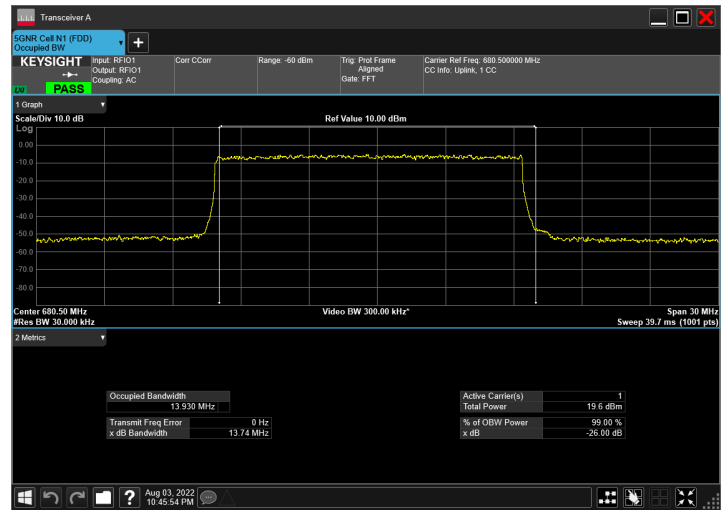 Transceiver A
5GNR Cell N1 (FDD)
Occupied BW
KEYSIGHT
PASS
Input: RFIO1
Output: RFIO1
Coupling: AC
Corr CCorr
Range: -60 dBm
Trig: Prot Frame
Aligned
Gate: FFT
Carrier Ref Freq: 680.500000 MHz
CC Info: Uplink, 1 CC
1 Graph
Scale/Div 10.0 dB
Ref Value 10.00 dBm
Log
0.00
-10.0
-20.0
-30.0
-40.0
-50.0
-60.0
-70.0
-80.0
Center 680.50 MHz
Video BW 300.00 kHz*
Span 30 MHz
#Res BW 30.000 kHz
Sweep 39.7 ms (1001 pts)
2 Metrics
Occupied Bandwidth
13.930 MHz
Active Carrier(s) 1
Total Power 19.6 dBm
Transmit Freq Error 0 Hz
x dB Bandwidth 13.74 MHz
% of OBW Power 99.00 %
x dB -26.00 dB
Aug 03, 2022
10:45:54 PM